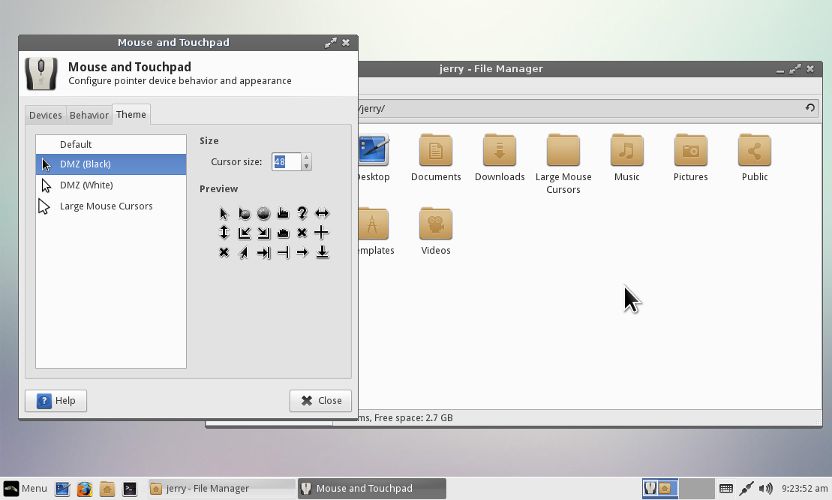 Mouse and Touchpad
Mouse and Touchpad
Configure pointer device behavior and appearance
Devices
Behavior
Theme
Default
DMZ (Black)
DMZ (White)
Large Mouse Cursors
Size
Cursor size:
48
Preview
Help
Close
jerry - File Manager
/jerry/
Desktop
Documents
Downloads
Large Mouse
Cursors
Music
Pictures
Public
emplates
Videos
ms, Free space: 2.7 GB
Menu
jerry - File Manager
Mouse and Touchpad
9:23:52 am